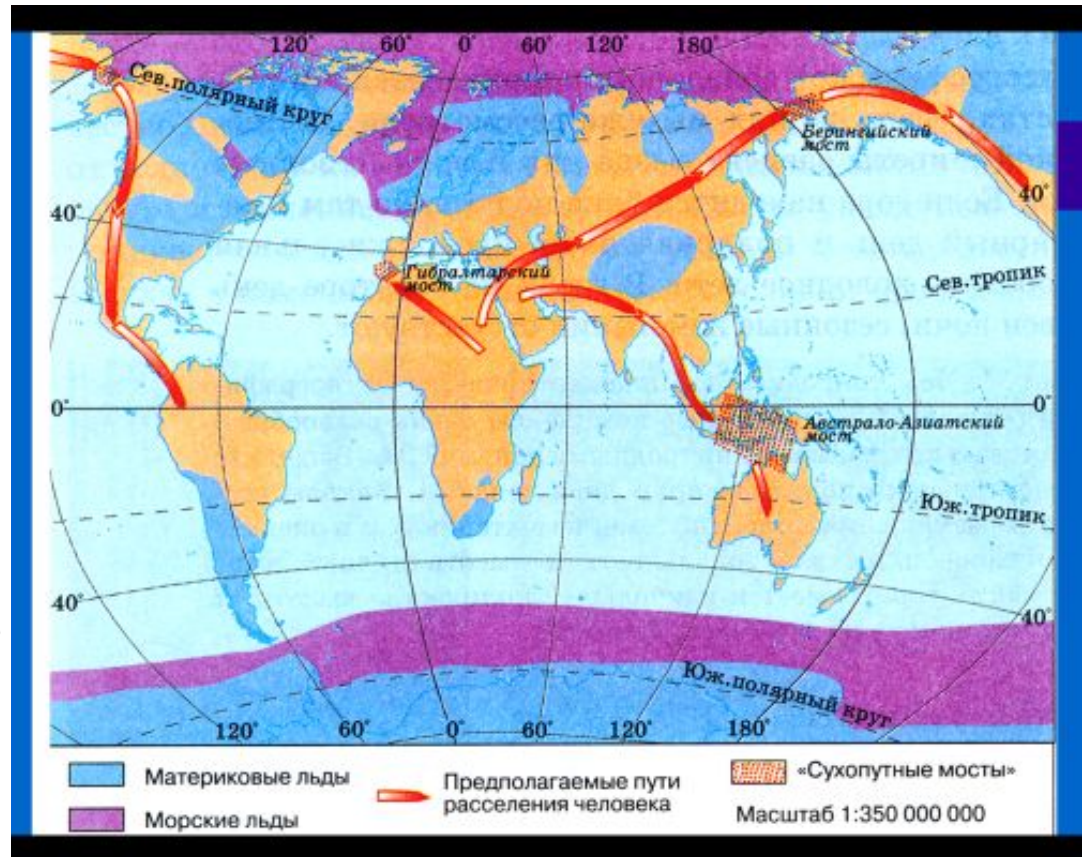 120° 60° 0° 60° 120° 180°
Сев.полярный круг
Берингийский
мост
40°
40°
Гибралтарский
мост
Сев.тропик
0°
0°
Австрало-Азиатский
мост
Юж.тропик
40°
40°
Юж.полярный круг
120° 60° 0° 60° 120 180°
Материковые льды
Морские льды
Предполагаемые пути
расселения человека
«Сухопутные мосты»
Масштаб 1:350 000 000